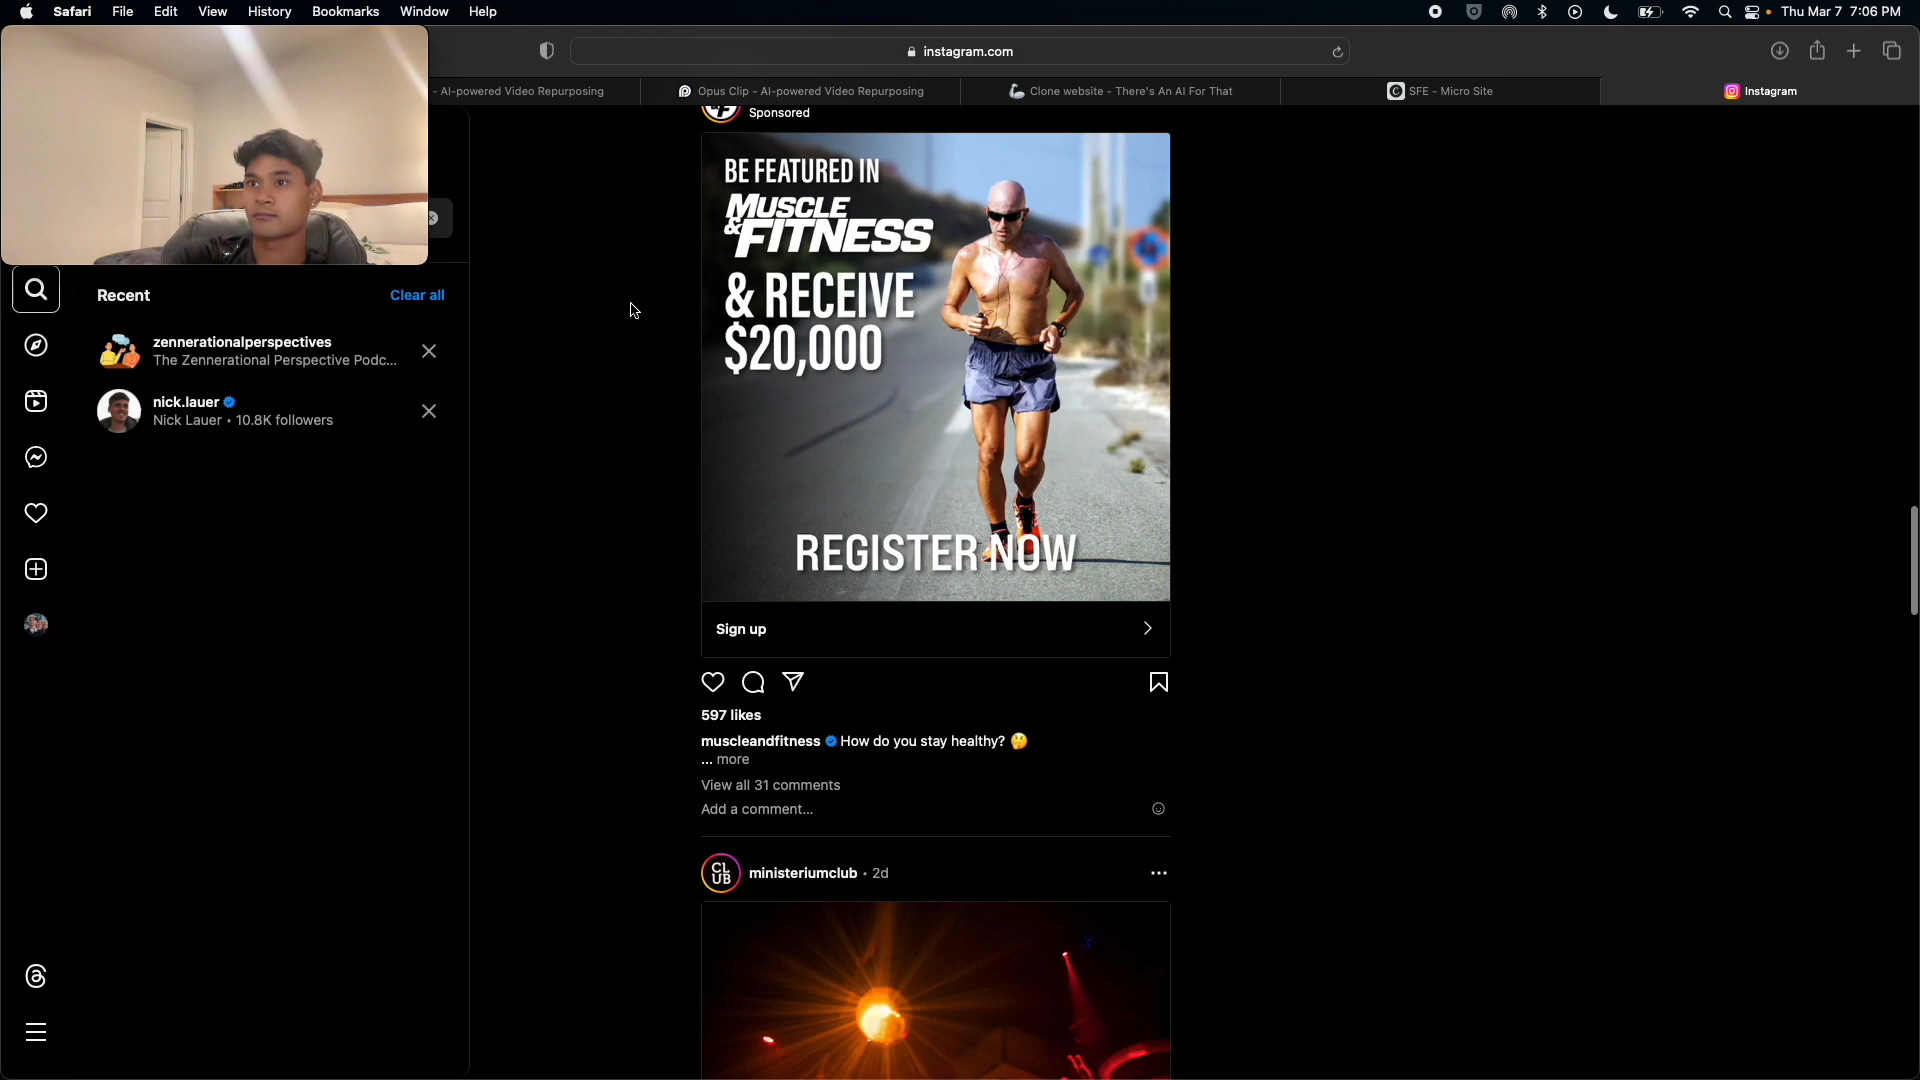 Safari File Edit View History Bookmarks Window Help
Thu Mar 7 7:06 PM
instagram.com
- AI-powered Video Repurposing
Opus Clip - AI-powered Video Repurposing
Clone website - There's An AI For That
SFE - Micro Site
Instagram
Recent
Clear all
zennerationalperspectives
The Zennerational Perspective Podc...
nick.lauer
Nick Lauer • 10.8K followers
Sponsored
BE FEATURED IN
MUSCLE
& FITNESS
& RECEIVE
$20,000
REGISTER NOW
Sign up
597 likes
muscleandfitness How do you stay healthy? 🤔
... more
View all 31 comments
Add a comment...
CL
UB
ministeriumclub • 2d